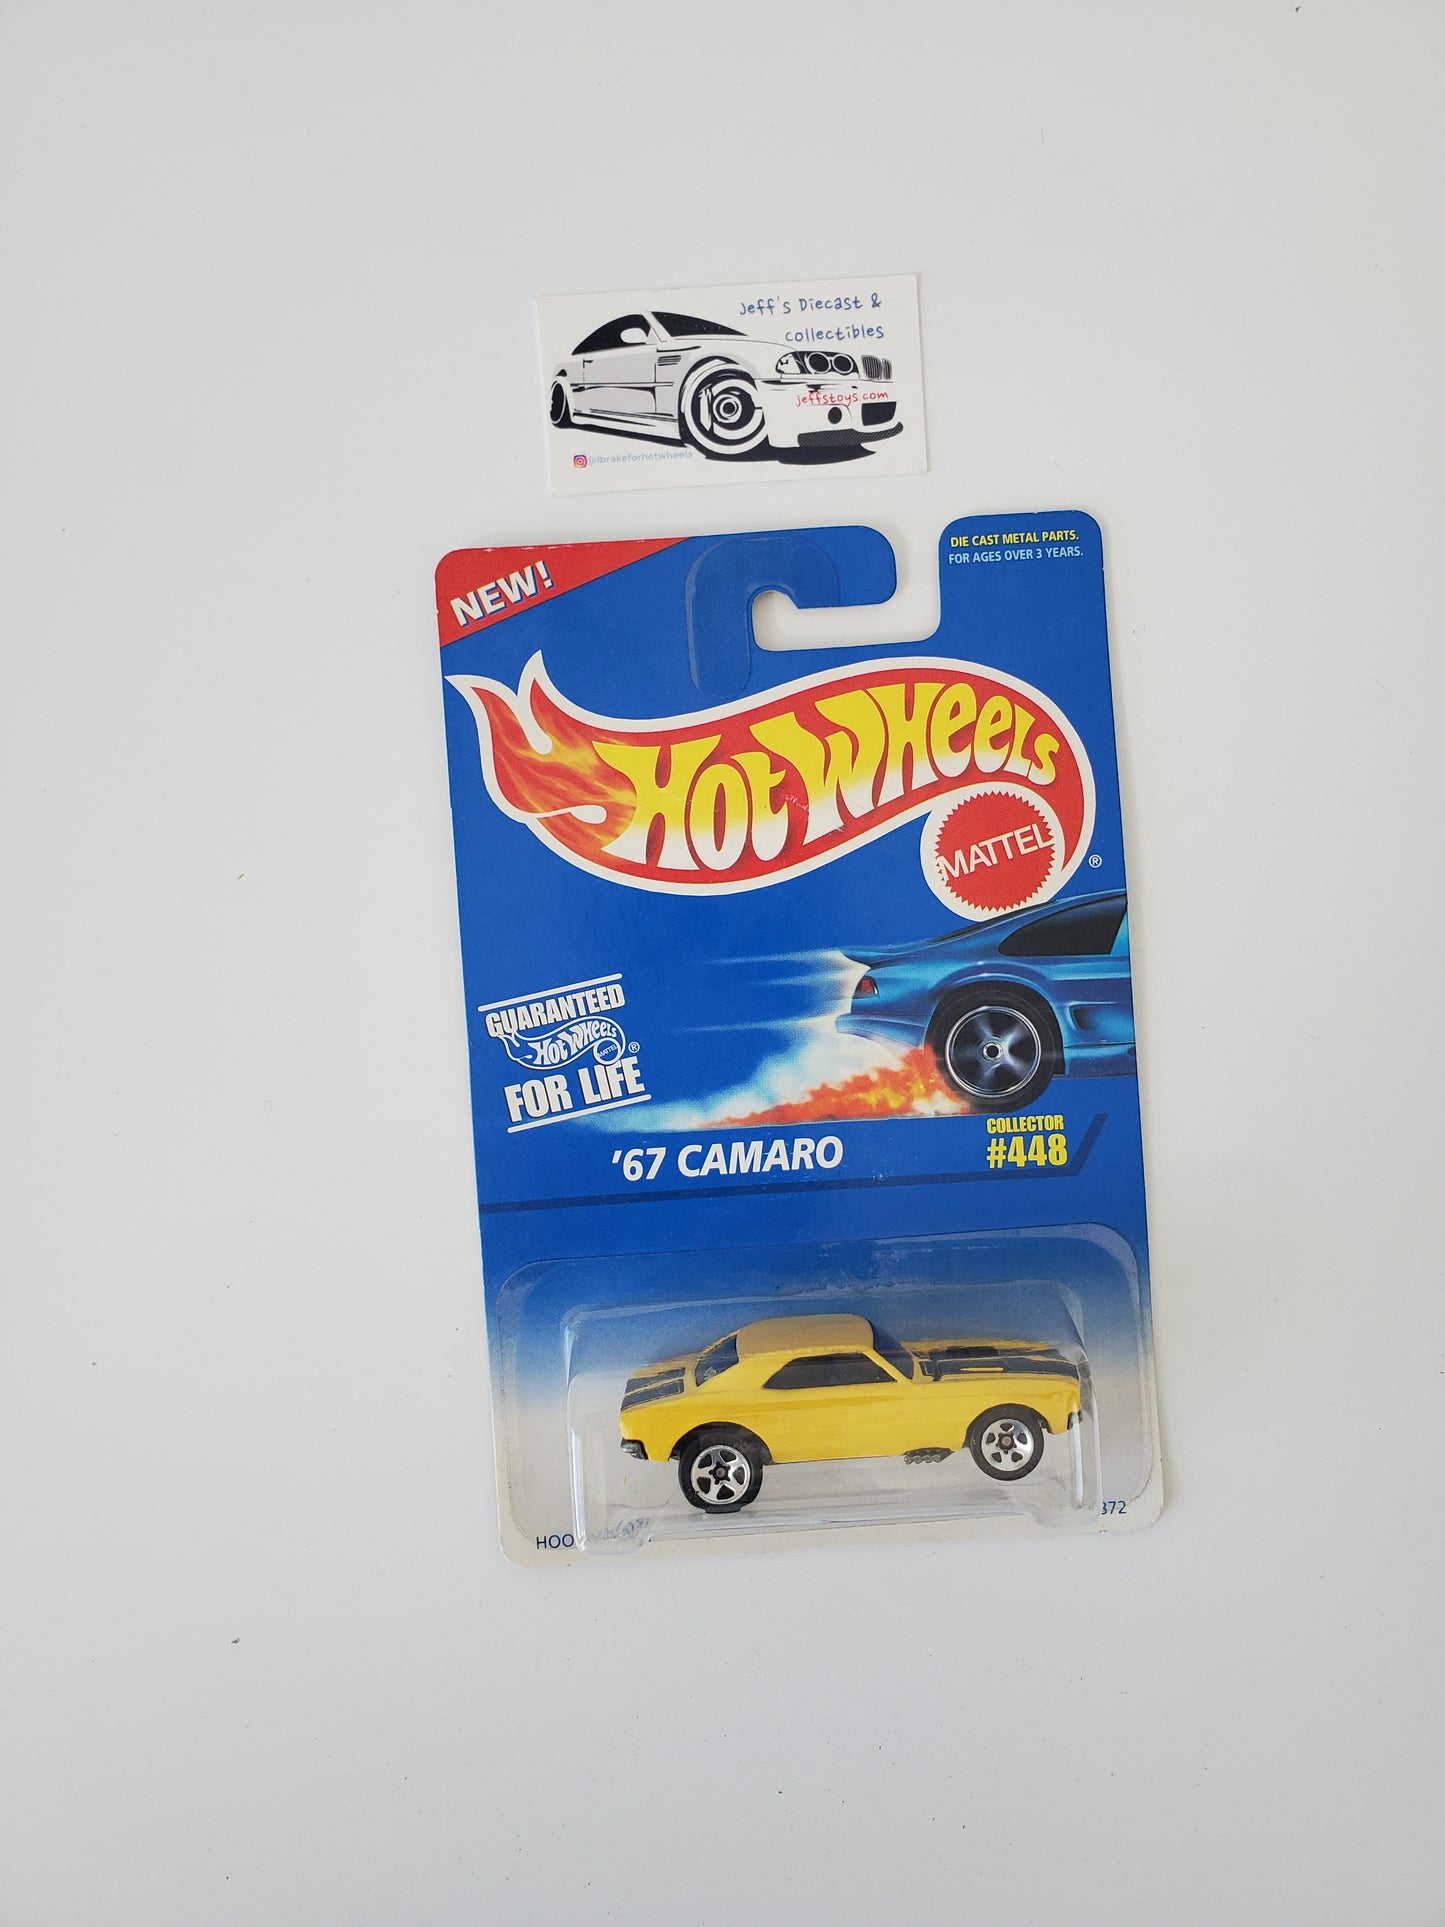 Jeff's Diecast &
collectibles
jeffstoys.com
@ibrakeforhotwheels
NEW!
DIE CAST METAL PARTS.
FOR AGES OVER 3 YEARS.
HOT WHEELS
MATTEL
®
GUARANTEED
HOT WHEELS
MATTEL ®
FOR LIFE
'67 CAMARO
COLLECTOR
#448